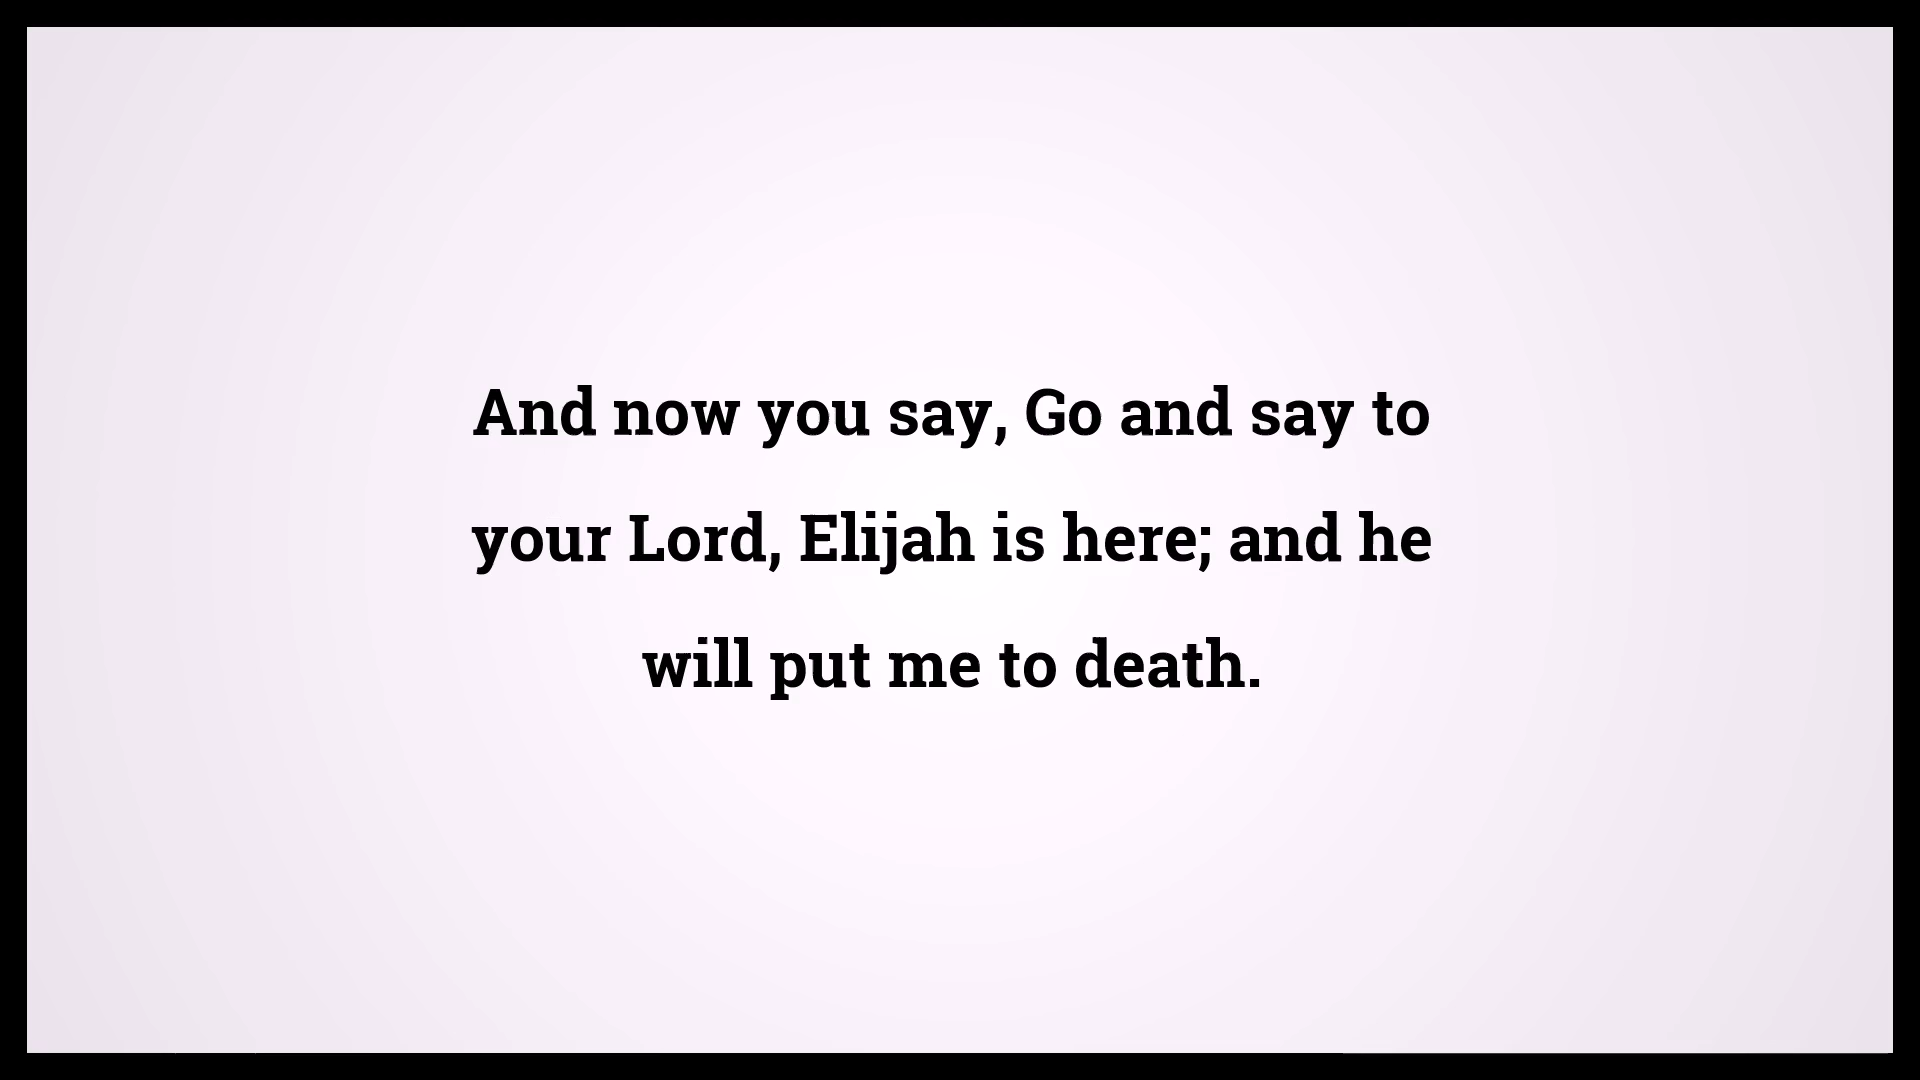 And now you say, Go and say to
your Lord, Elijah is here; and he
will put me to death.